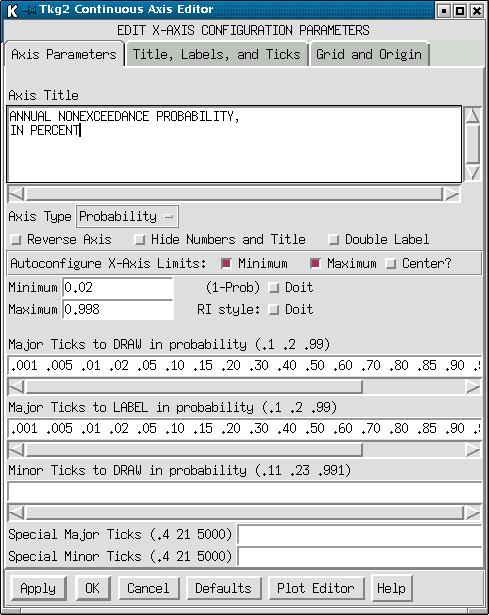 Tkg2 Continuous Axis Editor
EDIT X-AXIS CONFIGURATION PARAMETERS
Axis Parameters Title, Labels, and Ticks Grid and Origin
Axis Title
ANNUAL NONEXCEEDANCE PROBABILITY,
IN PERCENT
Axis Type Probability
Reverse Axis Hide Numbers and Title Double Label
Autoconfigure X-Axis Limits: Minimum Maximum Center?
Minimum 0.02 (1-Prob) Doit
Maximum 0.998 RI style: Doit
Major Ticks to DRAW in probability (.1 .2 .99)
.001 .005 .01 .02 .05 .10 .15 .20 .30 .40 .50 .60 .70 .80 .85 .90
Major Ticks to LABEL in probability (.1 .2 .99)
.001 .005 .01 .02 .05 .10 .15 .20 .30 .40 .50 .60 .70 .80 .85 .90
Minor Ticks to DRAW in probability (.11 .23 .991)
Special Major Ticks (.4 21 5000)
Special Minor Ticks (.4 21 5000)
Apply OK Cancel Defaults Plot Editor Help